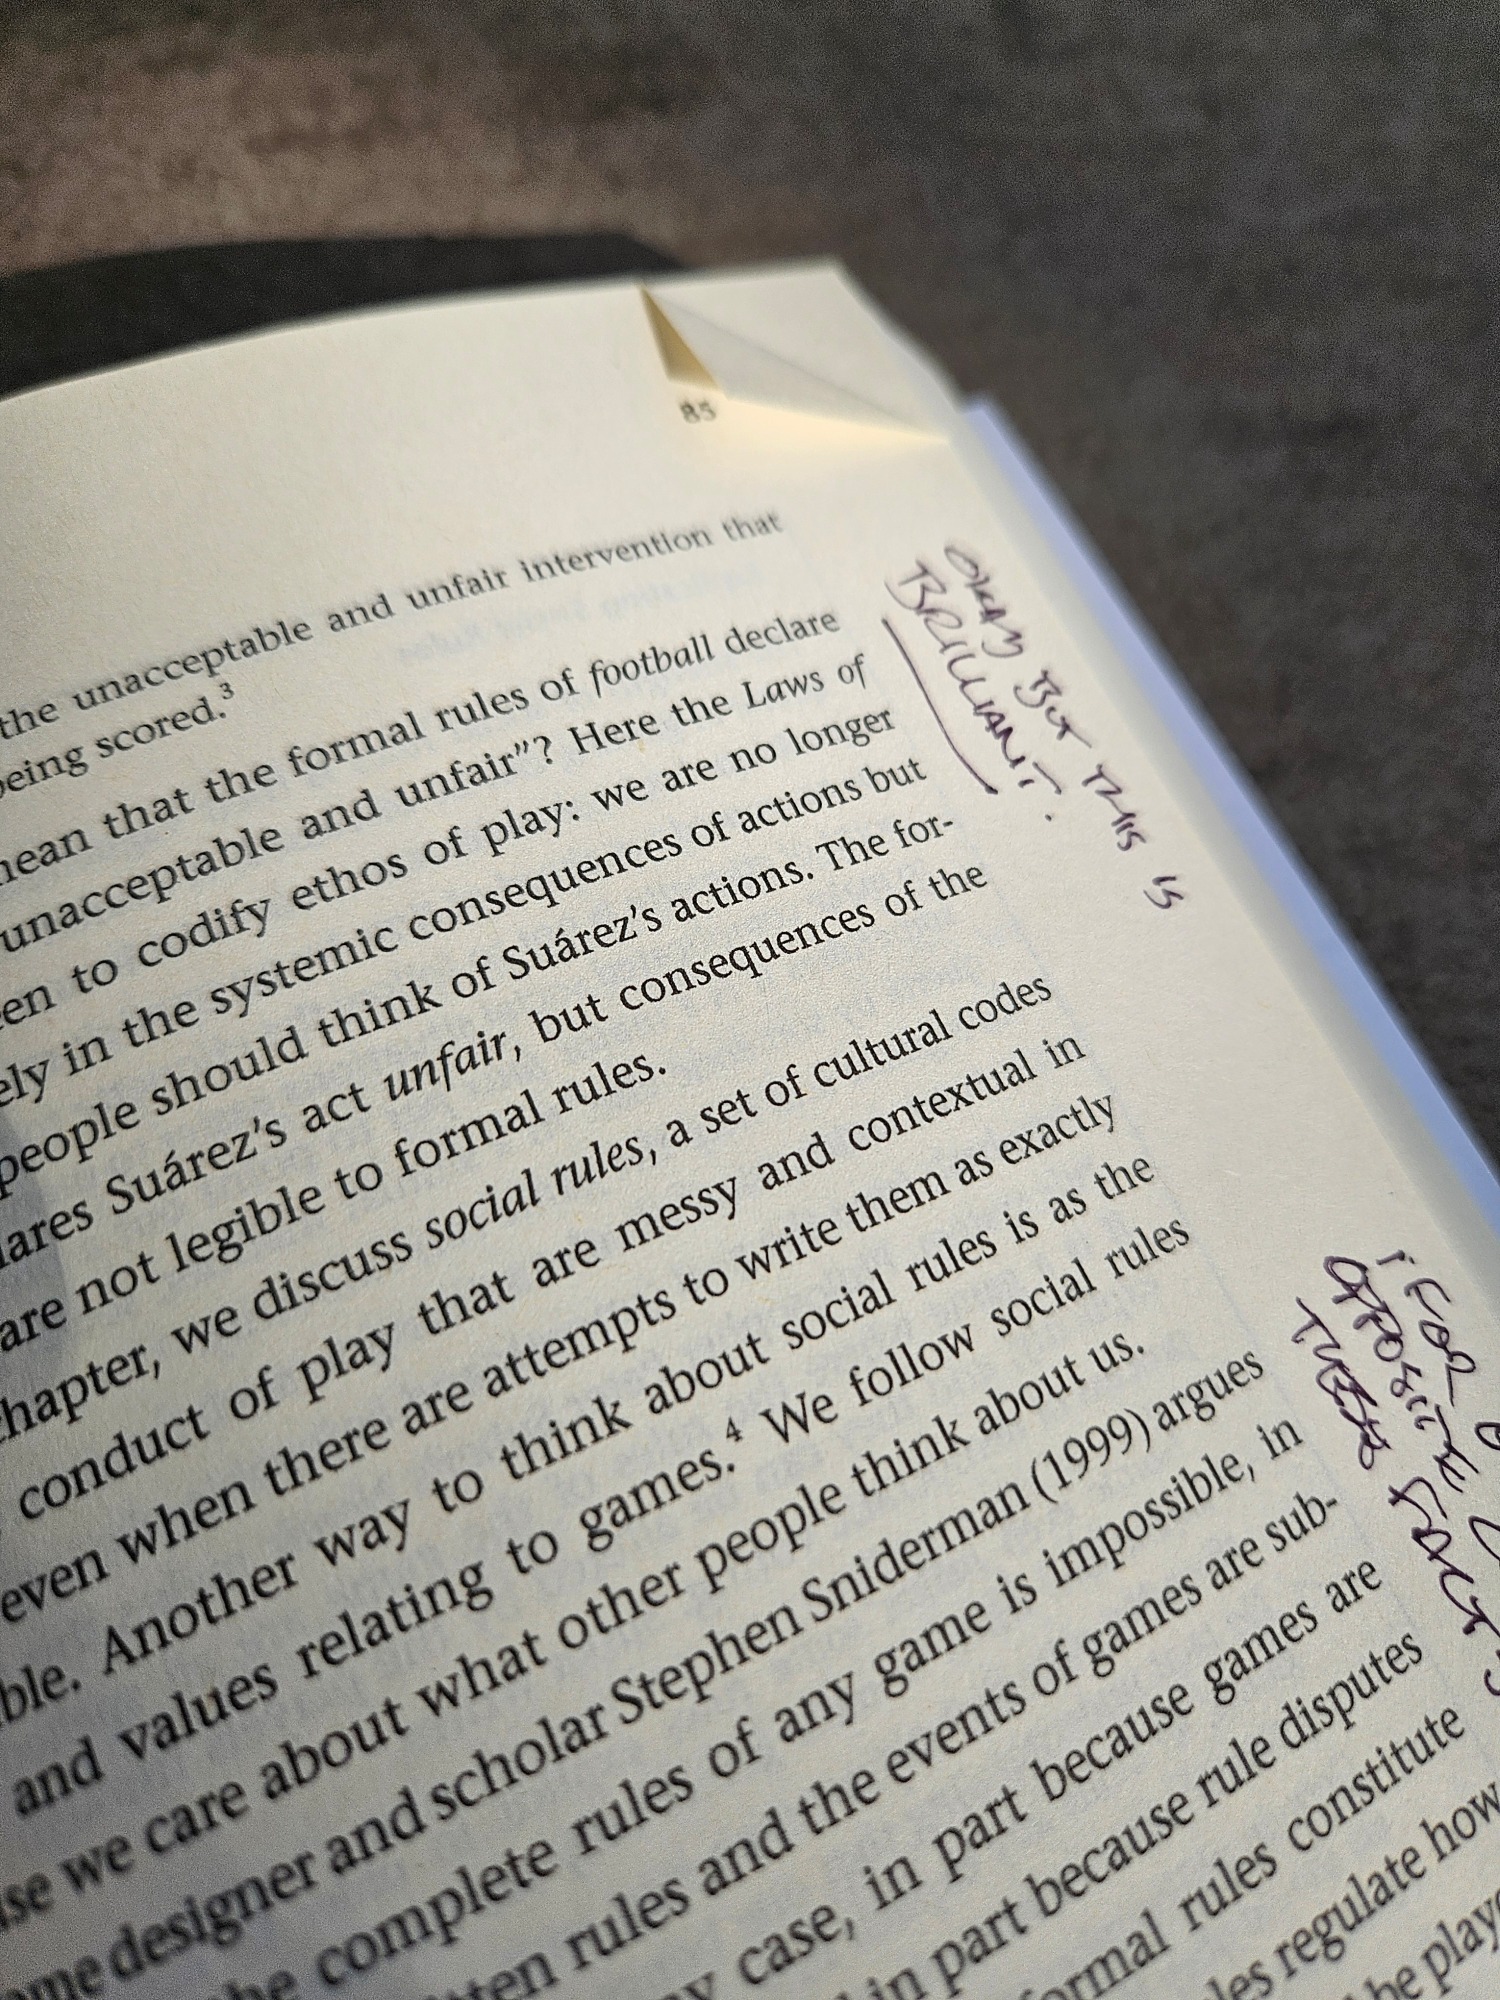 85
the unacceptable and unfair intervention that
being scored.³
mean that the formal rules of football declare
unacceptable and unfair”? Here the Laws of
en to codify ethos of play: we are no longer
ely in the systemic consequences of actions but
people should think of Suárez’s actions. The for-
lares Suárez’s act unfair, but consequences of the
are not legible to formal rules.
chapter, we discuss social rules, a set of cultural codes
conduct of play that are messy and contextual in
even when there are attempts to write them as exactly
ble. Another way to think about social rules is as the
and values relating to games.⁴ We follow social rules
se we care about what other people think about us.
ame designer and scholar Stephen Sniderman (1999) argues
he complete rules of any game is impossible, in
ten rules and the events of games are sub-
ny case, in part because games are
in part because rule disputes
formal rules constitute
les regulate how
he play
OKAY BUT THIS IS
BRILLIANT.
FOR
OPPOSITE